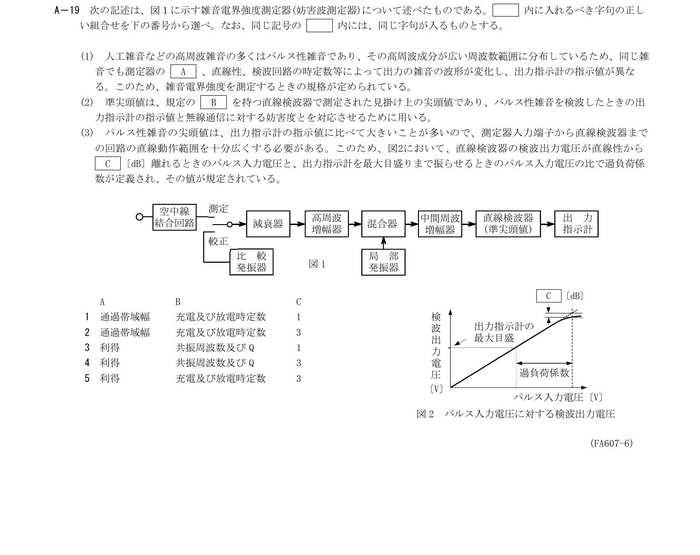 A－19 次の記述は、図１に示す雑音電界強度測定器(妨害波測定器)について述べたものである。 内に入れるべき字句の正し
い組合せを下の番号から選べ。なお、同じ記号の 内には、同じ字句が入るものとする。
(1) 人工雑音などの高周波雑音の多くはパルス性雑音であり、その高周波成分が広い周波数範囲に分布しているため、同じ雑
音でも測定器の A 、直線性、検波回路の時定数等によって出力の雑音の波形が変化し、出力指示計の指示値が異な
る。このため、雑音電界強度を測定するときの規格が定められている。
(2) 準尖頭値は、規定の B を持つ直線検波器で測定された見掛け上の尖頭値であり、パルス性雑音を検波したときの出
力指示計の指示値と無線通信に対する妨害度とを対応させるために用いる。
(3) パルス性雑音の尖頭値は、出力指示計の指示値に比べて大きいことが多いので、測定器入力端子から直線検波器まで
の回路の直線動作範囲を十分広くする必要がある。このため、図2において、直線検波器の検波出力電圧が直線性から
C [dB] 離れるときのパルス入力電圧と、出力指示計を最大目盛りまで振らせるときのパルス入力電圧の比で過負荷係
数が定義され、その値が規定されている。
空中線
結合回路
測定
較正
減衰器
高周波
増幅器
混合器
中間周波
増幅器
直線検波器
(準尖頭値)
出 力
指示計
比 較
発振器
図１
局 部
発振器
A B C
1 通過帯域幅 充電及び放電時定数 1
2 通過帯域幅 充電及び放電時定数 3
3 利得 共振周波数及びＱ 1
4 利得 共振周波数及びＱ 3
5 利得 充電及び放電時定数 3
C [dB]
検波出力電圧 [V]
出力指示計の
最大目盛
過負荷係数
パルス入力電圧 [V]
図２ パルス入力電圧に対する検波出力電圧
(FA607-6)